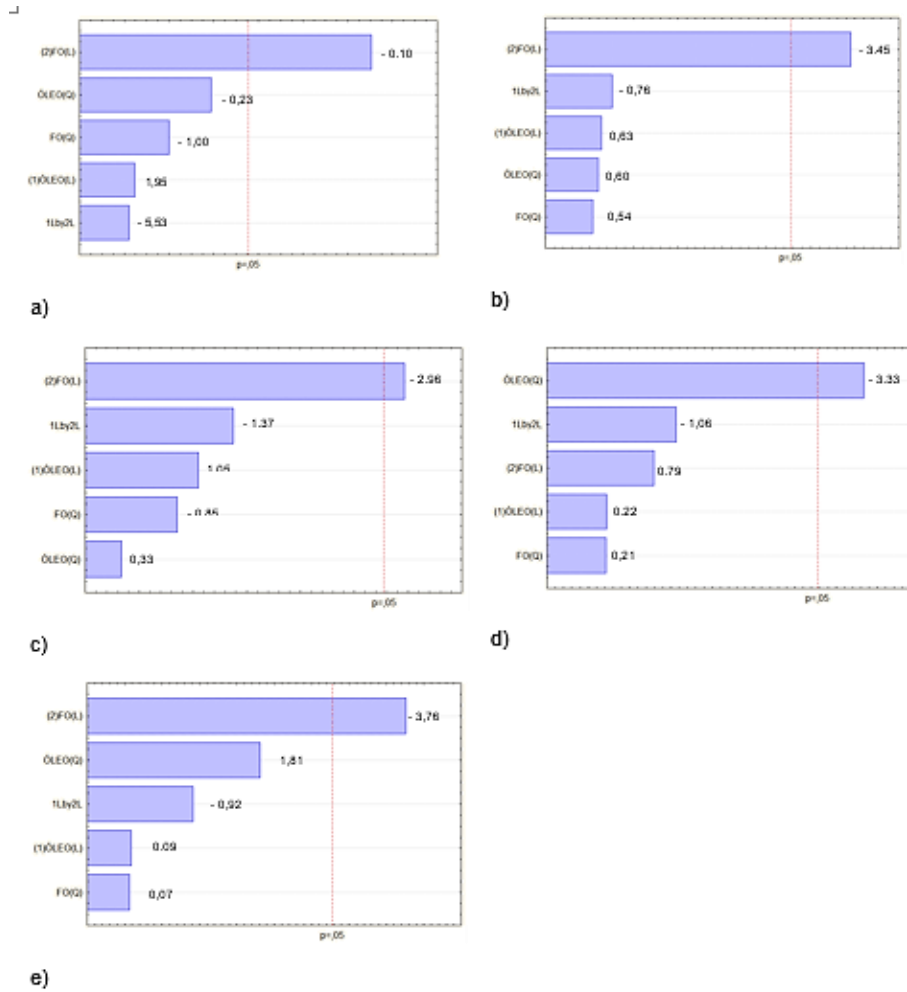 (2)FO(L)
- 0.10
ÓLEO(Q)
- 0,23
FO(Q)
- 1,00
(1)ÓLEO(L)
1,95
1Lby2L
- 5,53
p=,05
a)
(2)FO(L)
- 3.45
1Lby2L
- 0,76
(1)ÓLEO(L)
0,63
ÓLEO(Q)
0,60
FO(Q)
0,54
p=,05
b)
(2)FO(L)
- 2.96
1Lby2L
- 1.37
(1)ÓLEO(L)
FO(Q)
ÓLEO(Q)
0,33
p=,05
c)
ÓLEO(Q)
- 3.33
1Lby2L
- 1,06
(2)FO(L)
0.79
(1)ÓLEO(L)
0.22
FO(Q)
0,21
p=,05
d)
(2)FO(L)
- 3,76
ÓLEO(Q)
1,81
1Lby2L
- 0,92
(1)ÓLEO(L)
0.09
FO(Q)
0,07
p=,05
e)